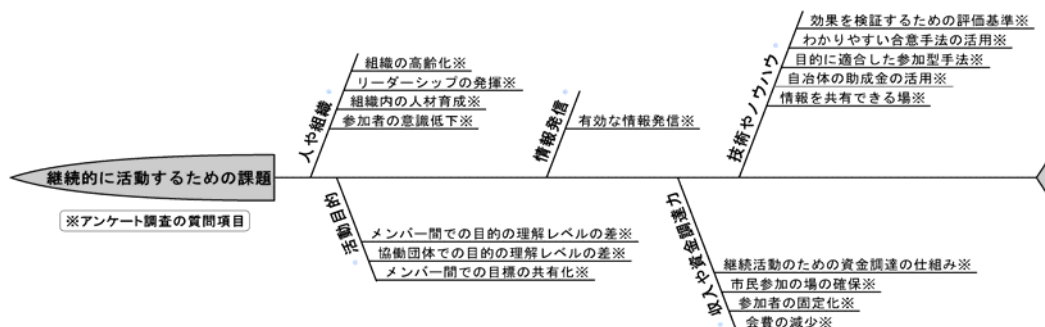 効果を検証するための評価基準※
わかりやすい合意手法の活用※
目的に適合した参加型手法※
自治体の助成金の活用※
情報を共有できる場※
技術やノウハウ
組織の高齢化※
リーダーシップの発揮※
組織内の人材育成※
参加者の意識低下※
人や組織
有効な情報発信※
情報発信
継続的に活動するための課題
※アンケート調査の質問項目
メンバー間での目的の理解レベルの差※
協働団体での目的の理解レベルの差※
メンバー間での目標の共有化※
活動目的
継続活動のための資金調達の仕組み※
市民参加の場の確保※
参加者の固定化※
会費の減少※
収入や資金調達力